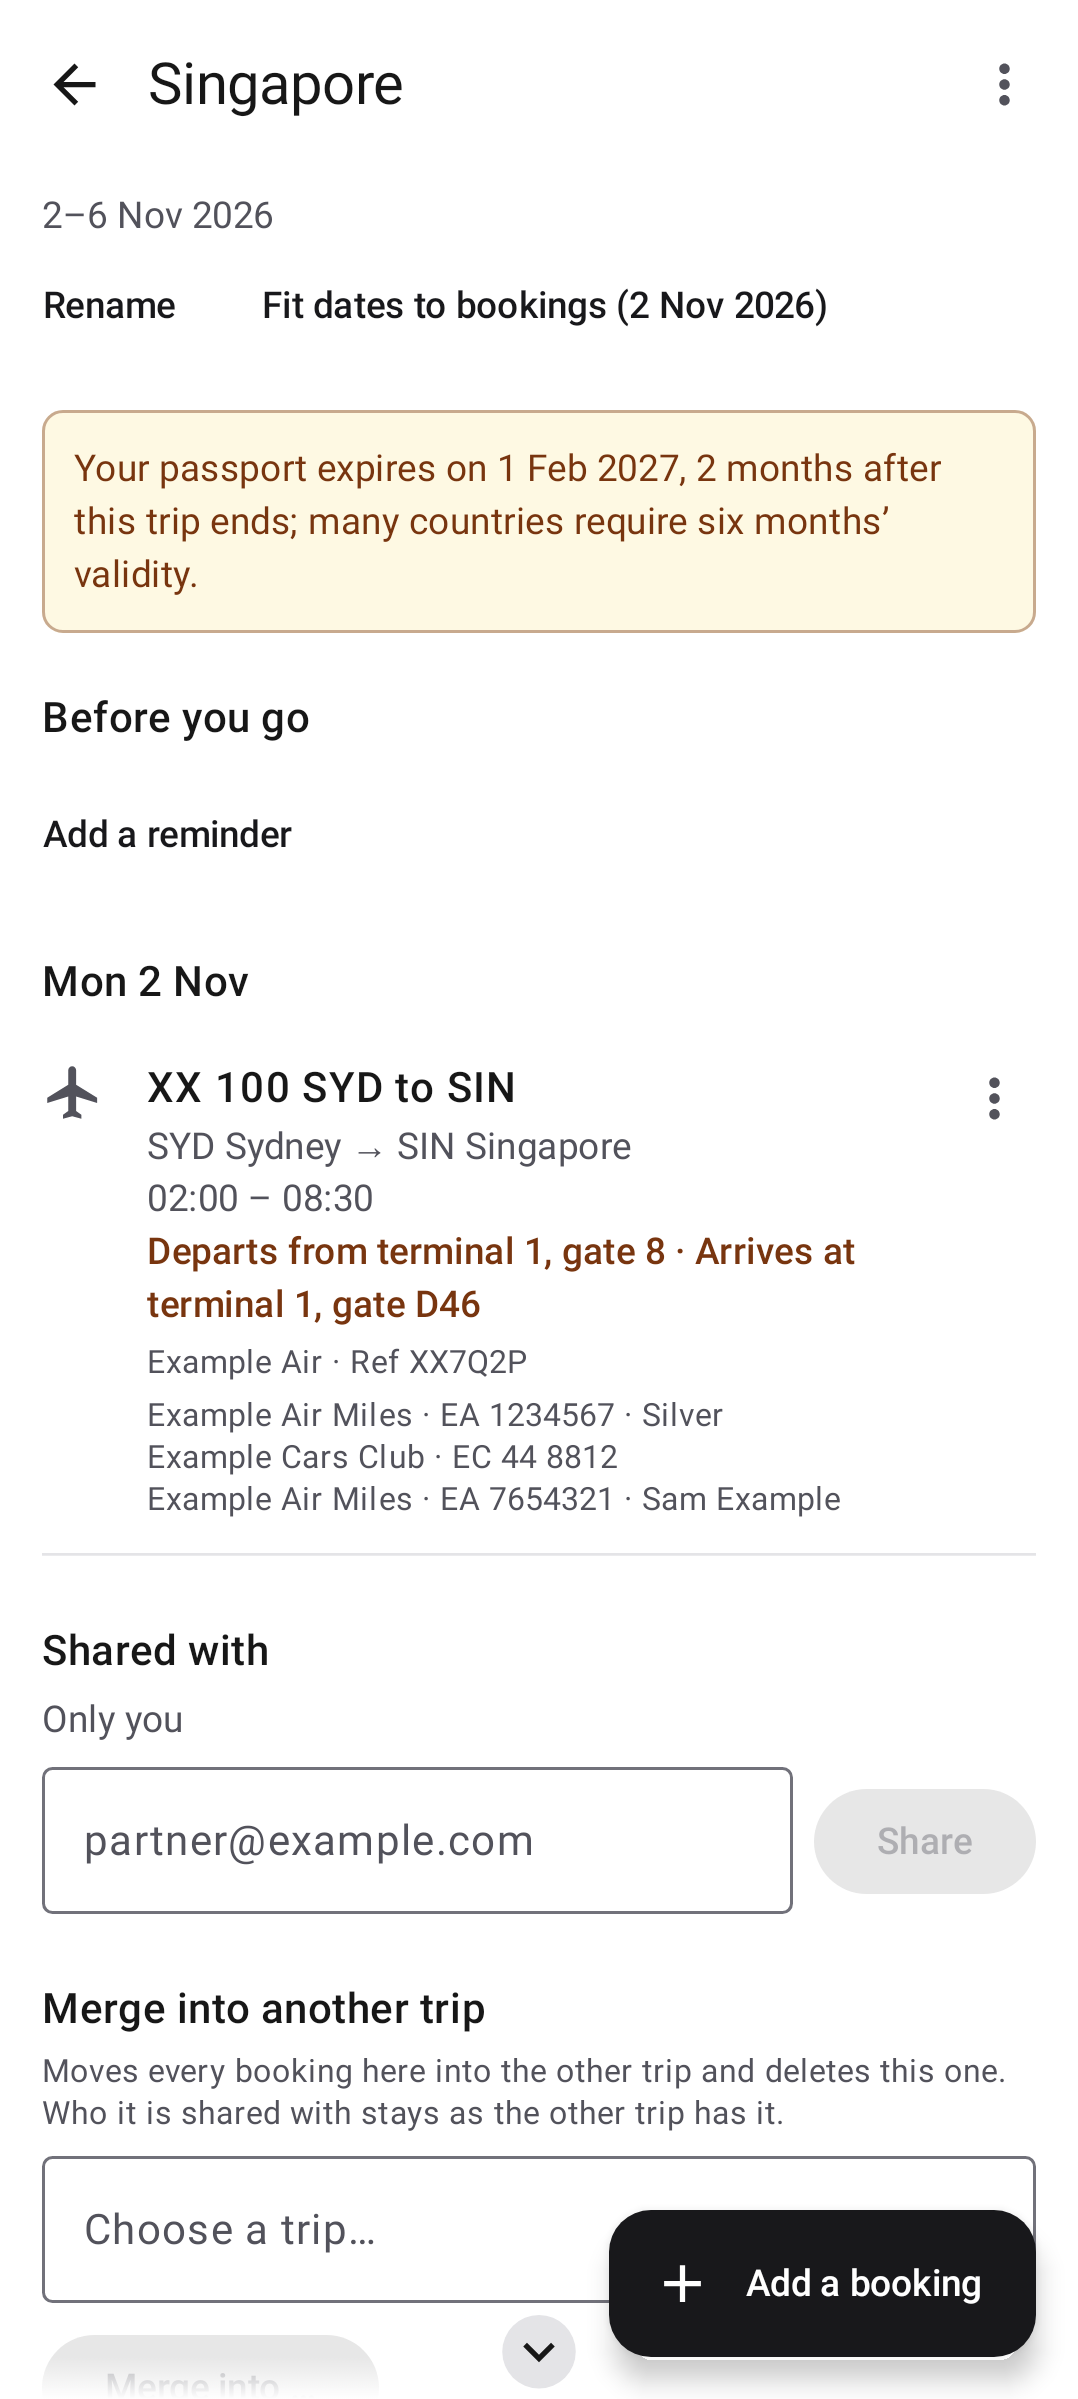 Singapore
2–6 Nov 2026
Rename Fit dates to bookings (2 Nov 2026)
Your passport expires on 1 Feb 2027, 2 months after
this trip ends; many countries require six months’
validity.
Before you go
Add a reminder
Mon 2 Nov
XX 100 SYD to SIN
SYD Sydney → SIN Singapore
02:00 – 08:30
Departs from terminal 1, gate 8 · Arrives at
terminal 1, gate D46
Example Air · Ref XX7Q2P
Example Air Miles · EA 1234567 · Silver
Example Cars Club · EC 44 8812
Example Air Miles · EA 7654321 · Sam Example
Shared with
Only you
partner@example.com
Share
Merge into another trip
Moves every booking here into the other trip and deletes this one.
Who it is shared with stays as the other trip has it.
Choose a trip…
Add a booking
Merge into